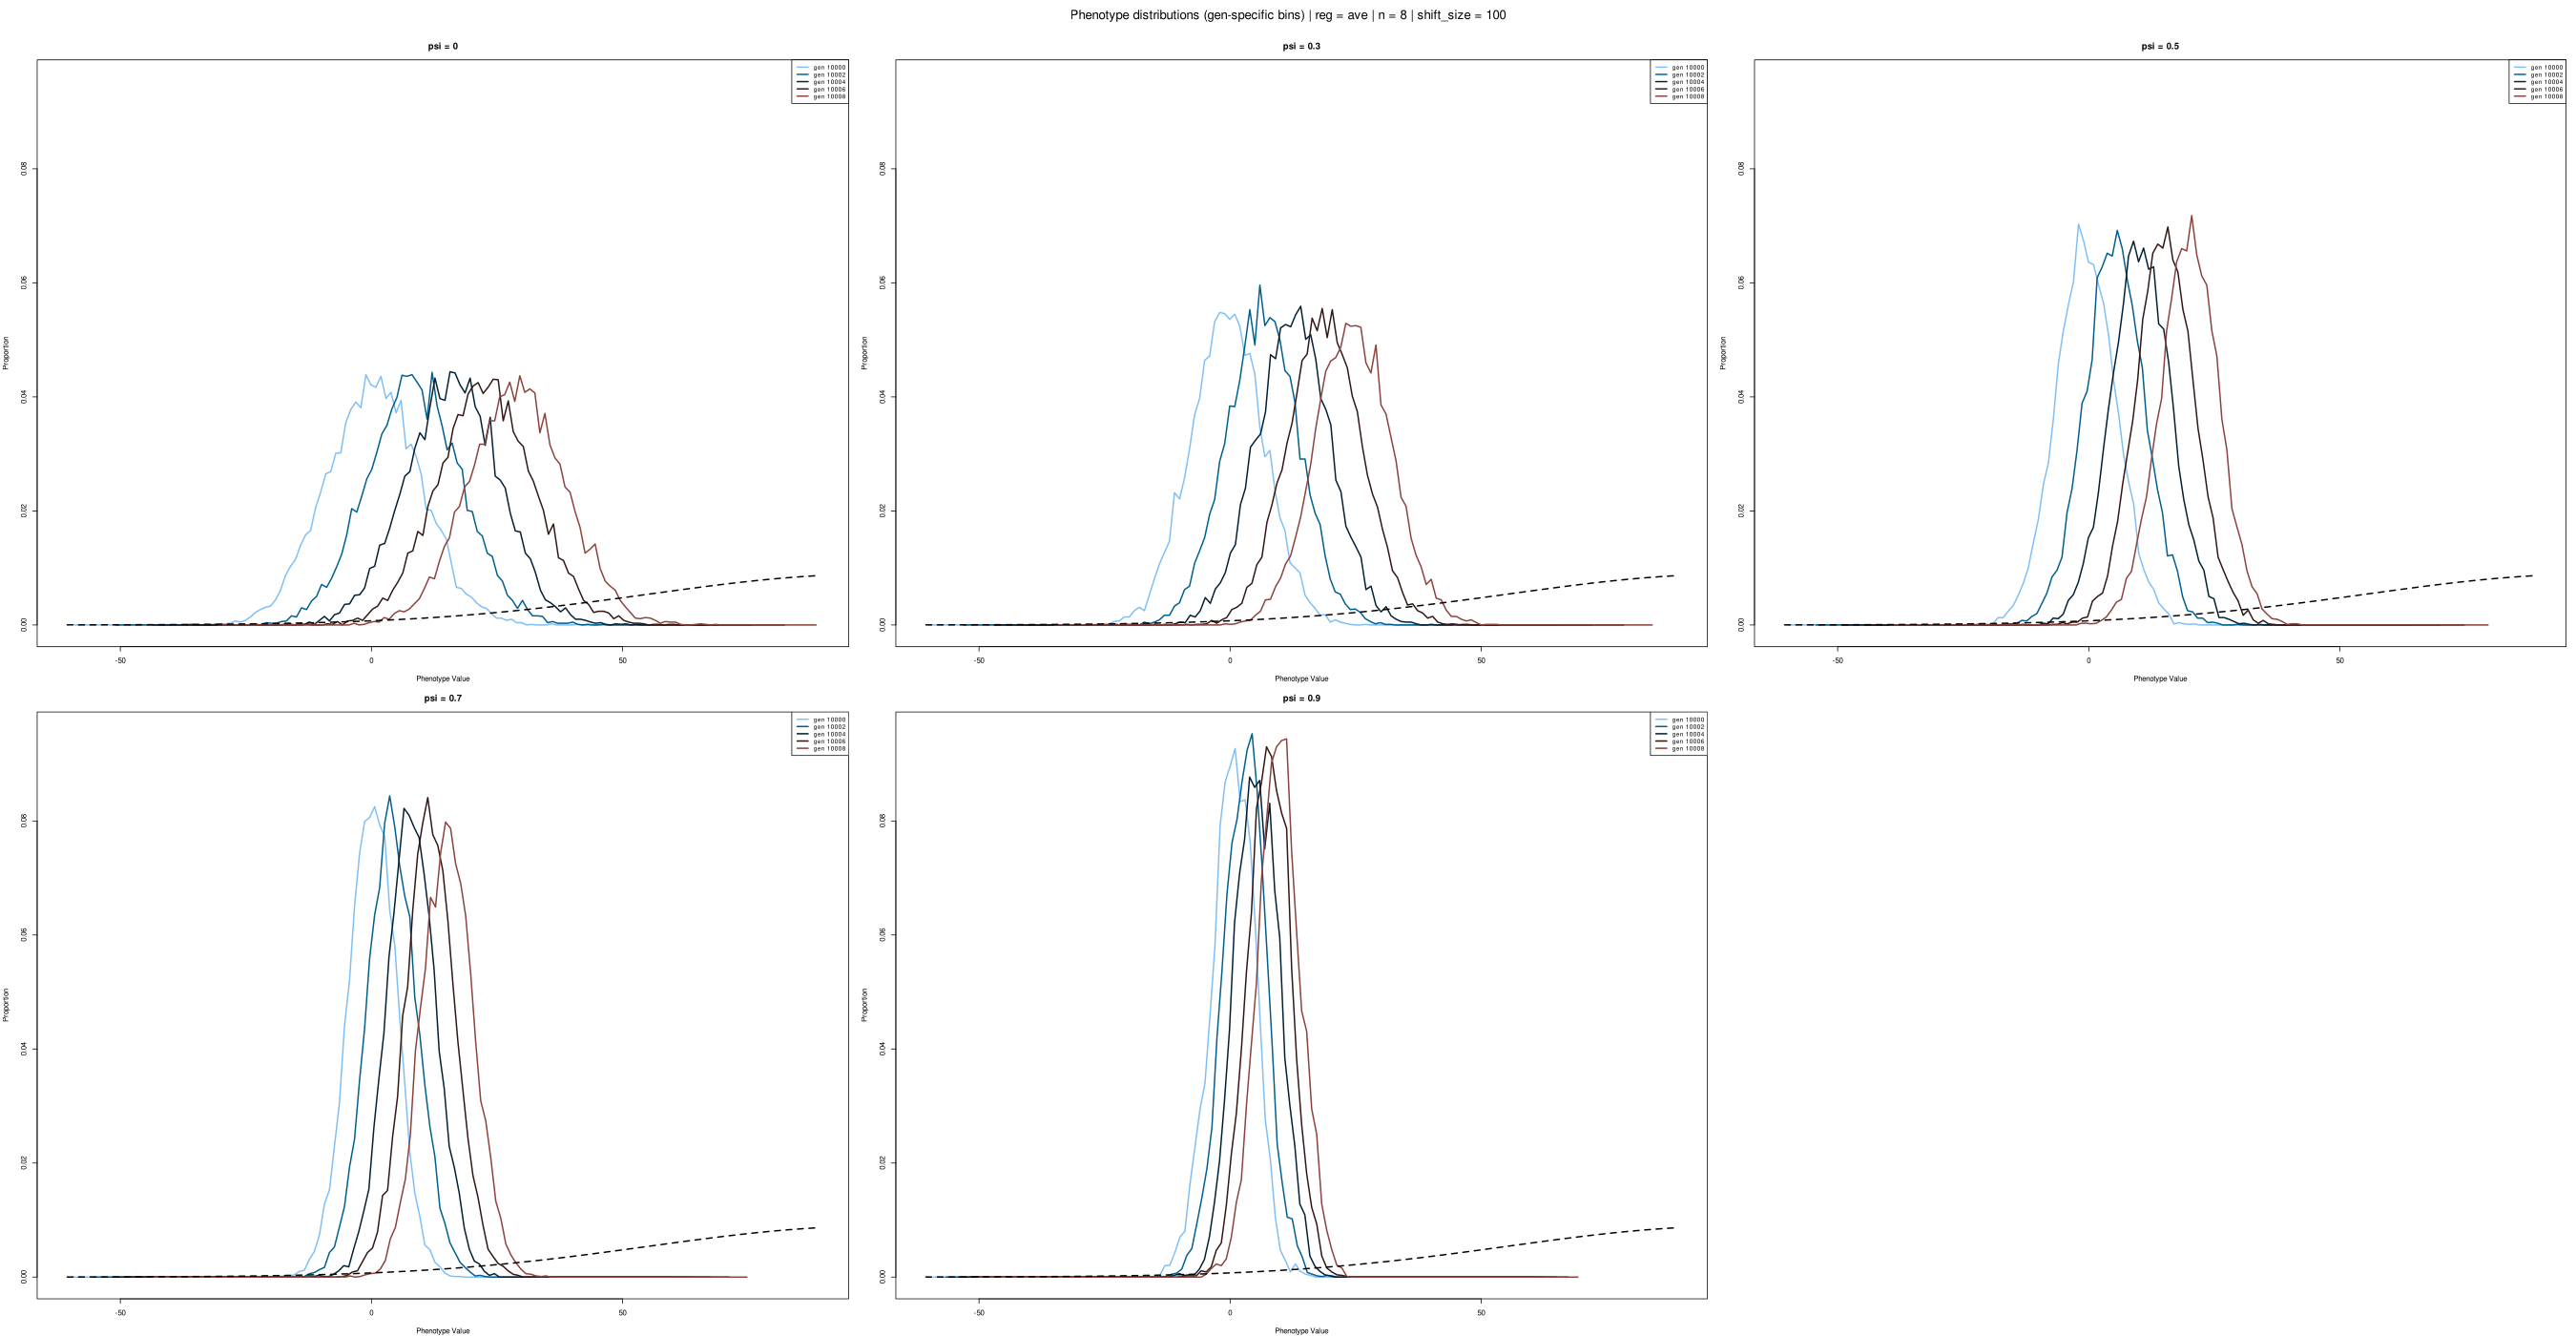 Phenotype distributions (gen-specific bins) | reg = ave | n = 8 | shift_size = 100
psi = 0
gen 10000
gen 10002
gen 10004
gen 10006
gen 10008
Proportion
0.08
0.06
0.04
0.02
0.00
-50
0
50
Phenotype Value
psi = 0.3
gen 10000
gen 10002
gen 10004
gen 10006
gen 10008
Proportion
0.08
0.06
0.04
0.02
0.00
-50
0
50
Phenotype Value
psi = 0.5
gen 10000
gen 10002
gen 10004
gen 10006
gen 10008
Proportion
0.08
0.06
0.04
0.02
0.00
-50
0
50
Phenotype Value
psi = 0.7
gen 10000
gen 10002
gen 10004
gen 10006
gen 10008
Proportion
0.08
0.06
0.04
0.02
0.00
-50
0
50
Phenotype Value
psi = 0.9
gen 10000
gen 10002
gen 10004
gen 10006
gen 10008
Proportion
0.08
0.06
0.04
0.02
0.00
-50
0
50
Phenotype Value